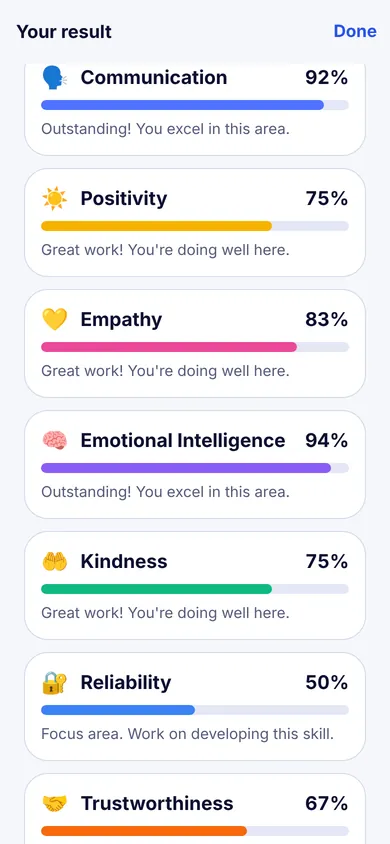 Your result
Done
Communication
92%
Outstanding! You excel in this area.
Positivity
75%
Great work! You're doing well here.
Empathy
83%
Great work! You're doing well here.
Emotional Intelligence
94%
Outstanding! You excel in this area.
Kindness
75%
Great work! You're doing well here.
Reliability
50%
Focus area. Work on developing this skill.
Trustworthiness
67%